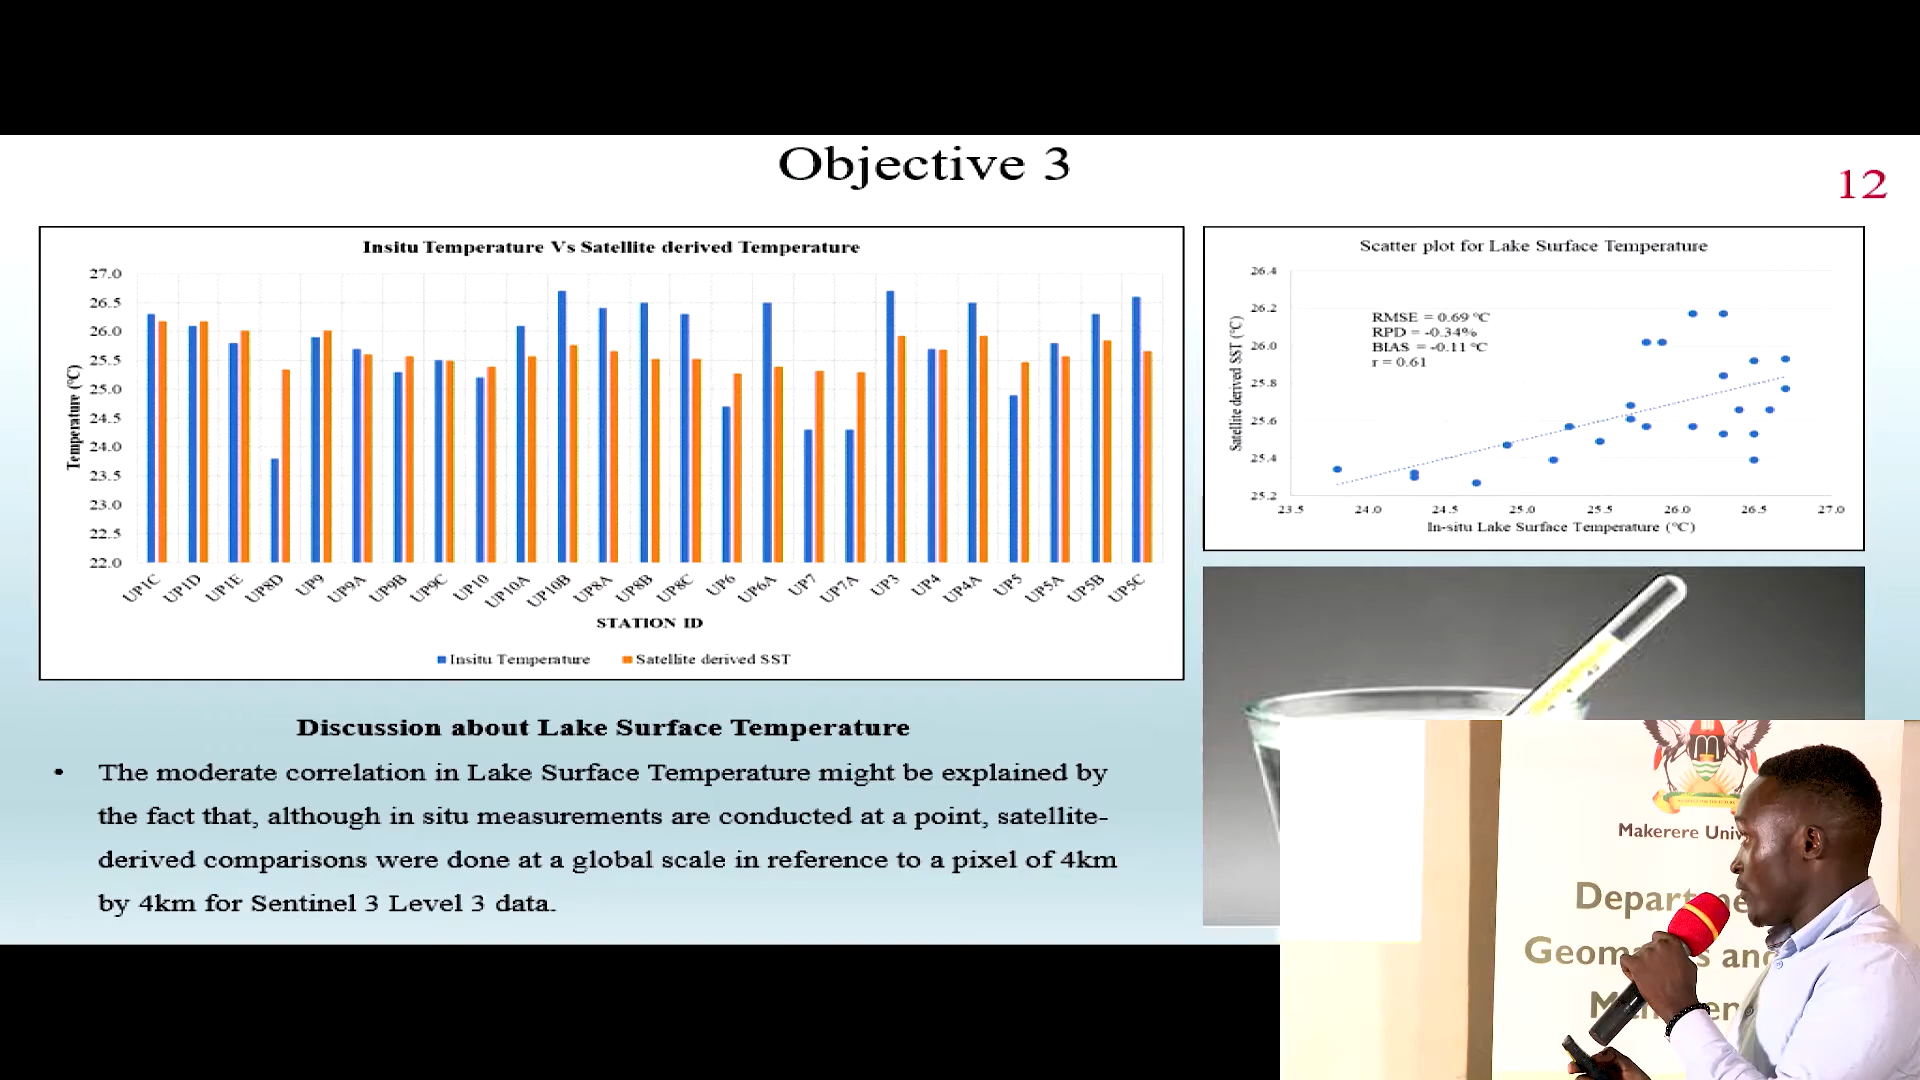 Objective 3
12
Insitu Temperature Vs Satellite derived Temperature
27.0
26.5
26.0
25.5
25.0
24.5
24.0
23.5
23.0
22.5
22.0
Temperature (°C)
UP1C UP1D UP1E UP8D UP9 UP9A UP9B UP9C UP10 UP10A UP10B UP8A UP8B UP8C UP6 UP6A UP7 UP7A UP3 UP4 UP4A UP5 UP5A UP5B UP5C
STATION ID
Insitu Temperature Satellite derived SST
Scatter plot for Lake Surface Temperature
26.4
26.2
26.0
25.8
25.6
25.4
25.2
Satellite derived SST (°C)
RMSE = 0.69 °C
RPD = -0.34%
BIAS = -0.11 °C
r = 0.61
23.5 24.0 24.5 25.0 25.5 26.0 26.5 27.0
In-situ Lake Surface Temperature (°C)
Discussion about Lake Surface Temperature
• The moderate correlation in Lake Surface Temperature might be explained by
the fact that, although in situ measurements are conducted at a point, satellite-
derived comparisons were done at a global scale in reference to a pixel of 4km
by 4km for Sentinel 3 Level 3 data.
Makerere Univ
Departme
Geoma s and
M